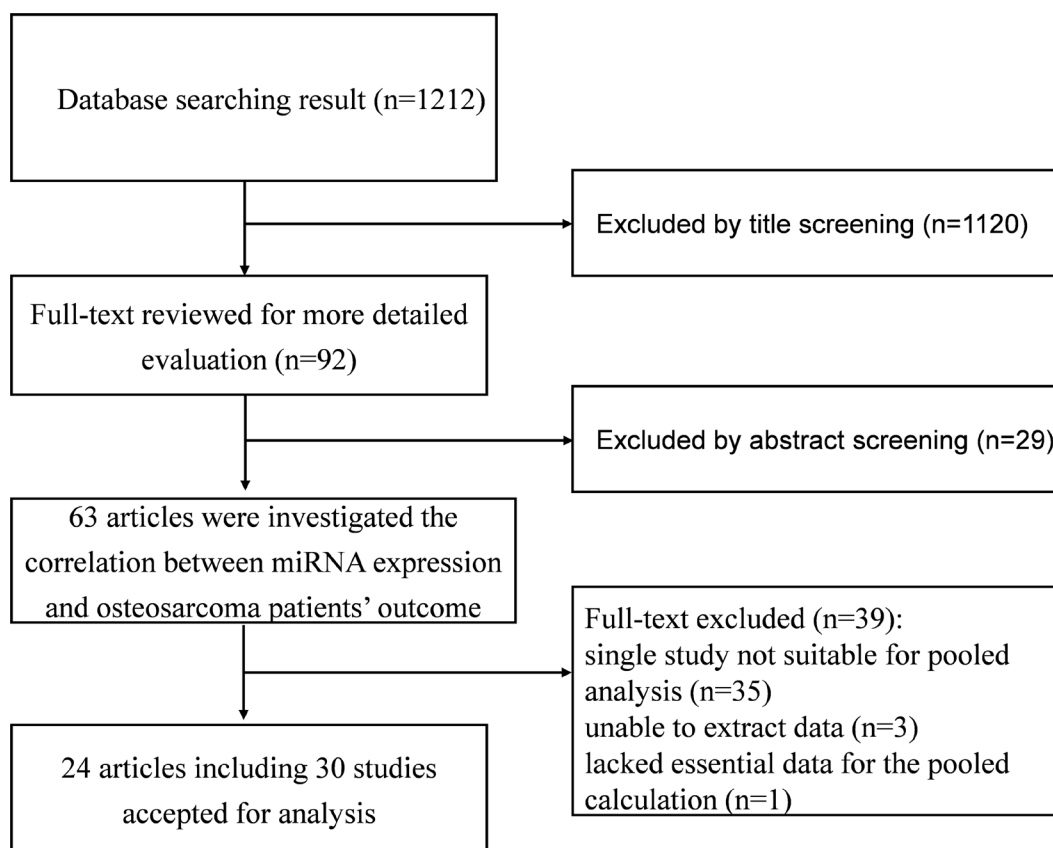 Database searching result (n=1212)
Excluded by title screening (n=1120)
Full-text reviewed for more detailed
evaluation (n=92)
Excluded by abstract screening (n=29)
63 articles were investigated the
correlation between miRNA expression
and osteosarcoma patients’ outcome
Full-text excluded (n=39):
single study not suitable for pooled
analysis (n=35)
unable to extract data (n=3)
lacked essential data for the pooled
calculation (n=1)
24 articles including 30 studies
accepted for analysis